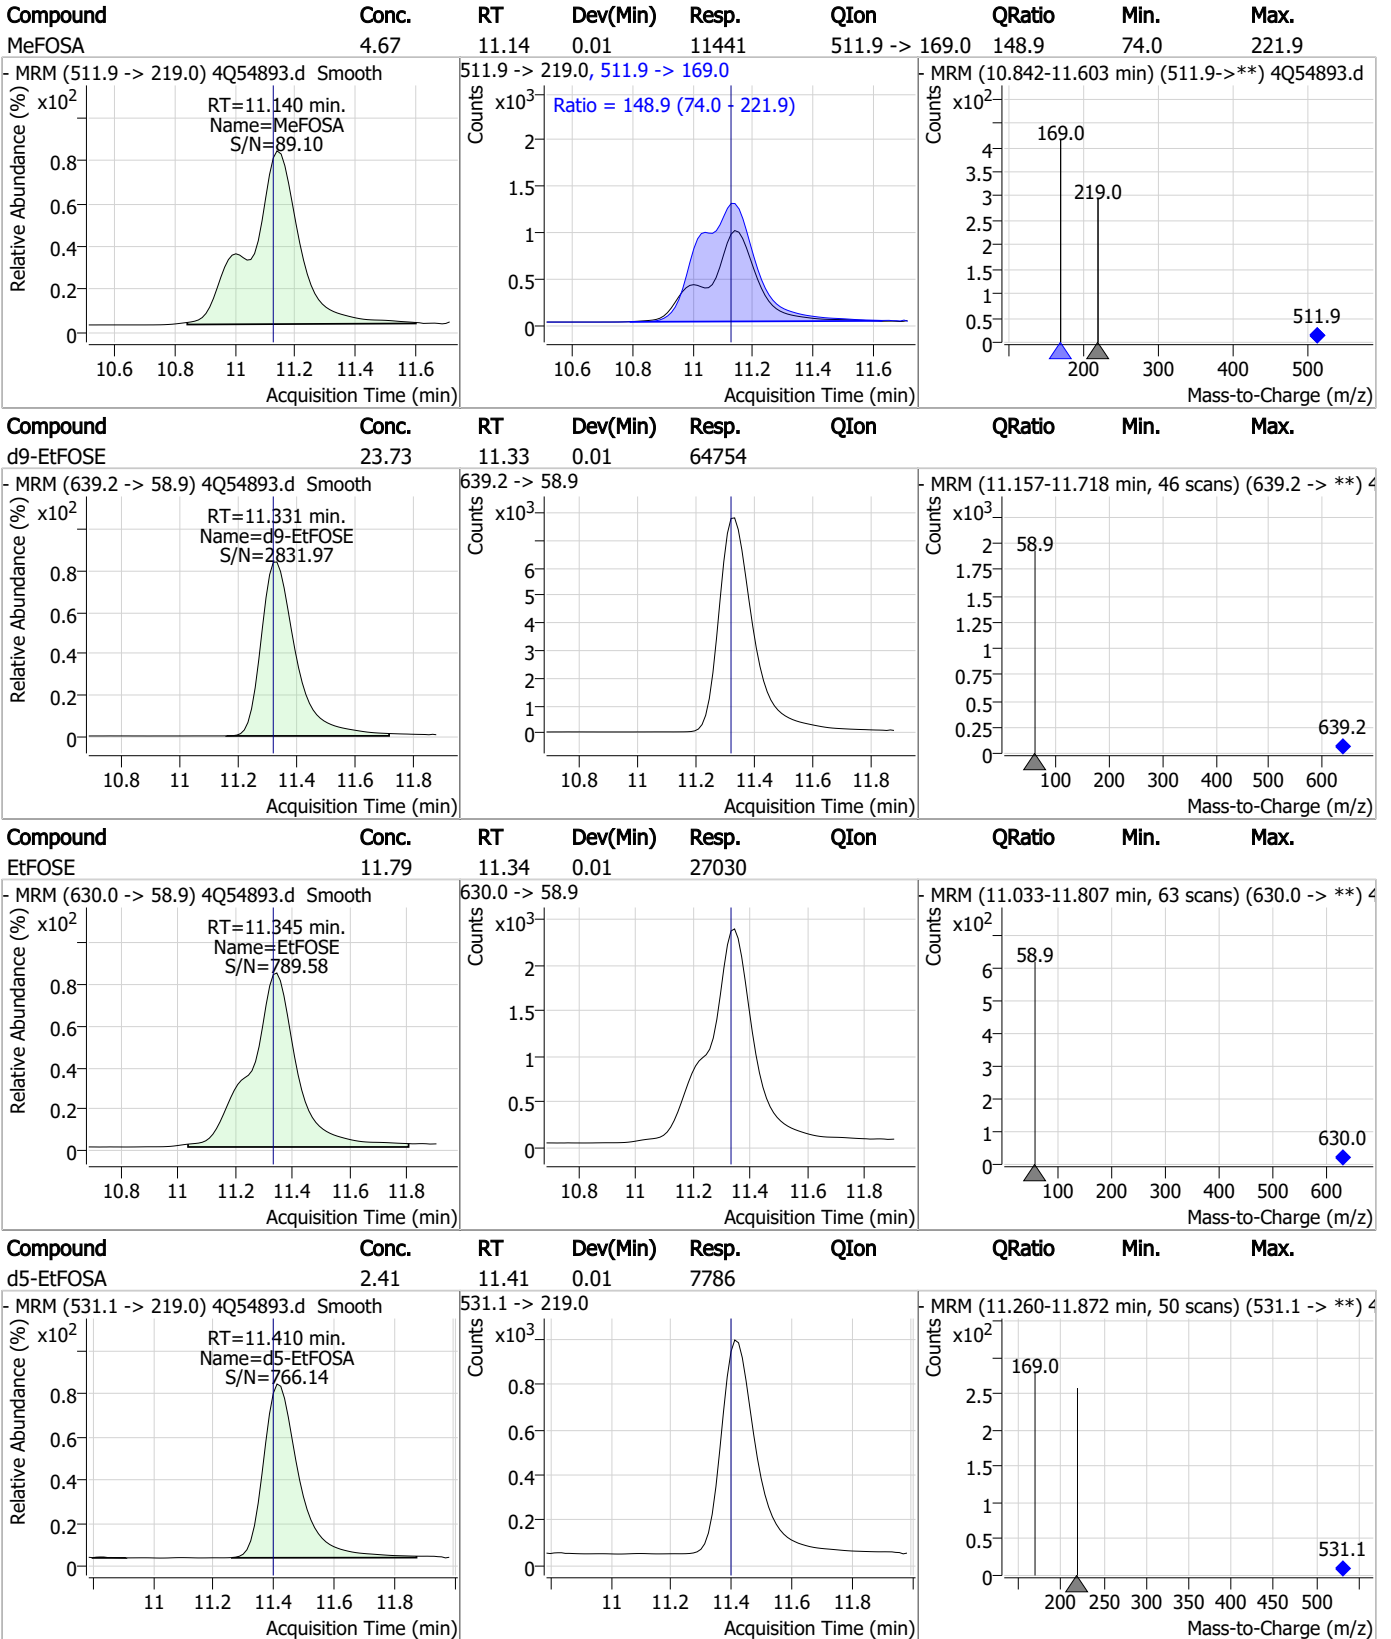 Compound Conc. RT Dev(Min) Resp. QIon QRatio Min. Max.
MeFOSA 4.67 11.14 0.01 11441 511.9 -> 169.0 148.9 74.0 221.9
- MRM (511.9 -> 219.0) 4Q54893.d Smooth
Relative Abundance (%)
x10²
RT=11.140 min.
Name=MeFOSA
S/N=89.10
0.8
0.6
0.4
0.2
0
10.6 10.8 11 11.2 11.4 11.6
Acquisition Time (min)
511.9 -> 219.0, 511.9 -> 169.0
Counts
x10³
Ratio = 148.9 (74.0 - 221.9)
2
1.5
1
0.5
0
10.6 10.8 11 11.2 11.4 11.6
Acquisition Time (min)
- MRM (10.842-11.603 min) (511.9->**) 4Q54893.d
Counts
x10²
169.0
219.0
511.9
4
3.5
3
2.5
2
1.5
1
0.5
0
200 300 400 500
Mass-to-Charge (m/z)
Compound Conc. RT Dev(Min) Resp. QIon QRatio Min. Max.
d9-EtFOSE 23.73 11.33 0.01 64754
- MRM (639.2 -> 58.9) 4Q54893.d Smooth
Relative Abundance (%)
x10²
RT=11.331 min.
Name=d9-EtFOSE
S/N=2831.97
0.8
0.6
0.4
0.2
0
10.8 11 11.2 11.4 11.6 11.8
Acquisition Time (min)
639.2 -> 58.9
Counts
x10³
6
5
4
3
2
1
0
10.8 11 11.2 11.4 11.6 11.8
Acquisition Time (min)
- MRM (11.157-11.718 min, 46 scans) (639.2 -> **) 4
Counts
x10³
58.9
639.2
2
1.75
1.5
1.25
1
0.75
0.5
0.25
0
100 200 300 400 500 600
Mass-to-Charge (m/z)
Compound Conc. RT Dev(Min) Resp. QIon QRatio Min. Max.
EtFOSE 11.79 11.34 0.01 27030
- MRM (630.0 -> 58.9) 4Q54893.d Smooth
Relative Abundance (%)
x10²
RT=11.345 min.
Name=EtFOSE
S/N=789.58
0.8
0.6
0.4
0.2
0
10.8 11 11.2 11.4 11.6 11.8
Acquisition Time (min)
630.0 -> 58.9
Counts
x10³
2
1.5
1
0.5
0
10.8 11 11.2 11.4 11.6 11.8
Acquisition Time (min)
- MRM (11.033-11.807 min, 63 scans) (630.0 -> **) 4
Counts
x10²
58.9
630.0
6
5
4
3
2
1
0
100 200 300 400 500 600
Mass-to-Charge (m/z)
Compound Conc. RT Dev(Min) Resp. QIon QRatio Min. Max.
d5-EtFOSA 2.41 11.41 0.01 7786
- MRM (531.1 -> 219.0) 4Q54893.d Smooth
Relative Abundance (%)
x10²
RT=11.410 min.
Name=d5-EtFOSA
S/N=766.14
0.8
0.6
0.4
0.2
0
11 11.2 11.4 11.6 11.8
Acquisition Time (min)
531.1 -> 219.0
Counts
x10³
0.8
0.6
0.4
0.2
0
11 11.2 11.4 11.6 11.8
Acquisition Time (min)
- MRM (11.260-11.872 min, 50 scans) (531.1 -> **) 4
Counts
x10²
169.0
531.1
2.5
2
1.5
1
0.5
0
200 250 300 350 400 450 500
Mass-to-Charge (m/z)